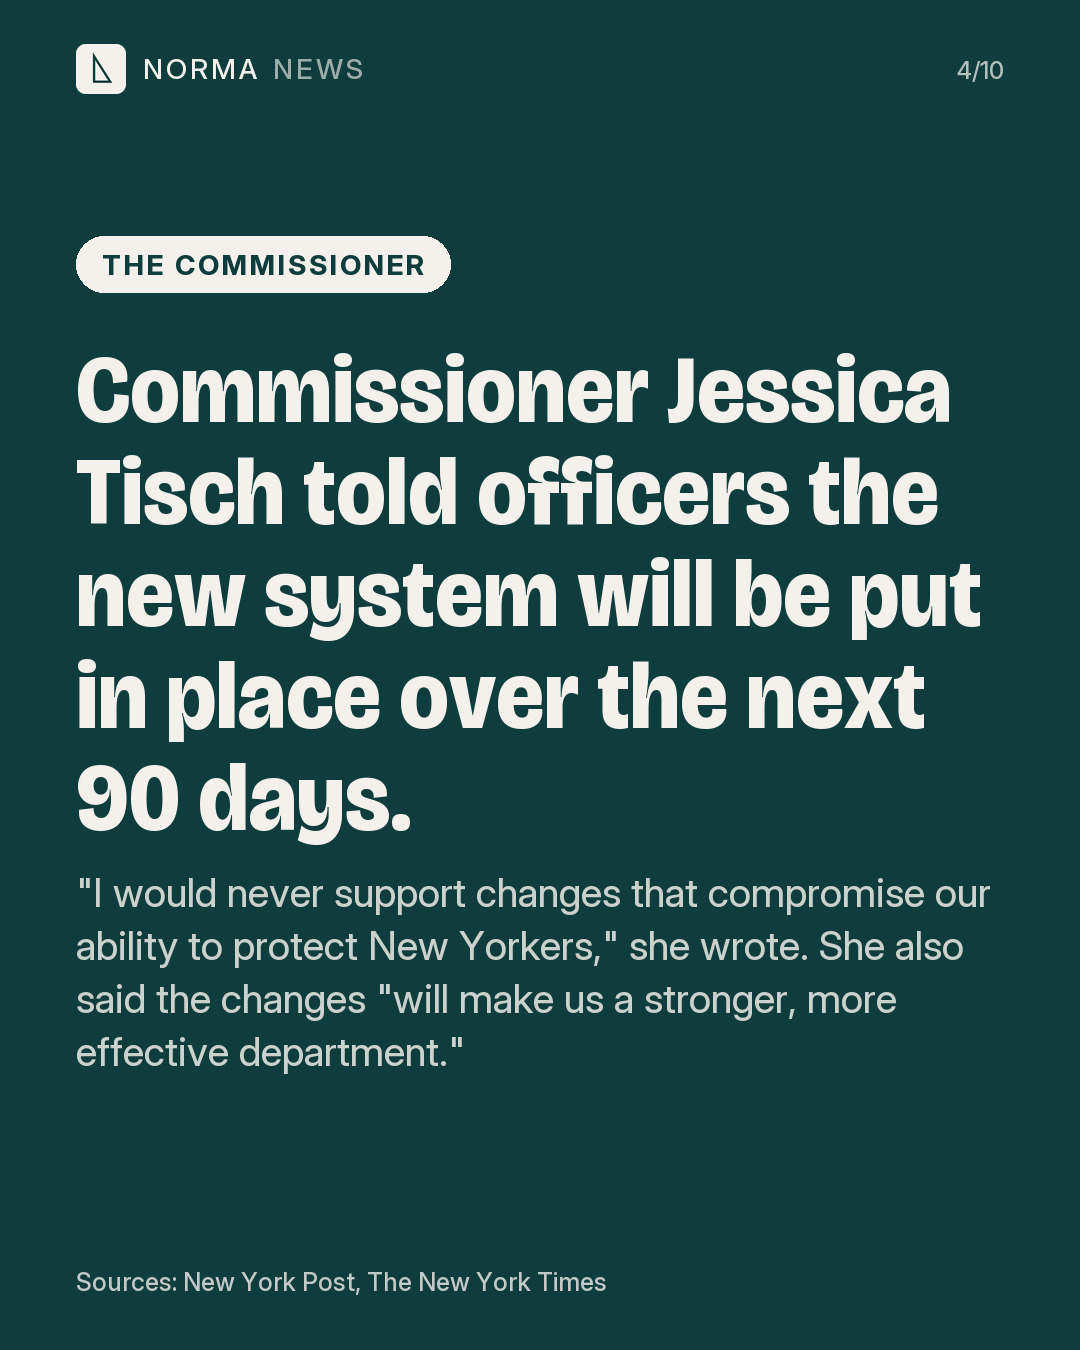 NORMA NEWS
4/10
THE COMMISSIONER
Commissioner Jessica
Tisch told officers the
new system will be put
in place over the next
90 days.
"I would never support changes that compromise our
ability to protect New Yorkers," she wrote. She also
said the changes "will make us a stronger, more
effective department."
Sources: New York Post, The New York Times